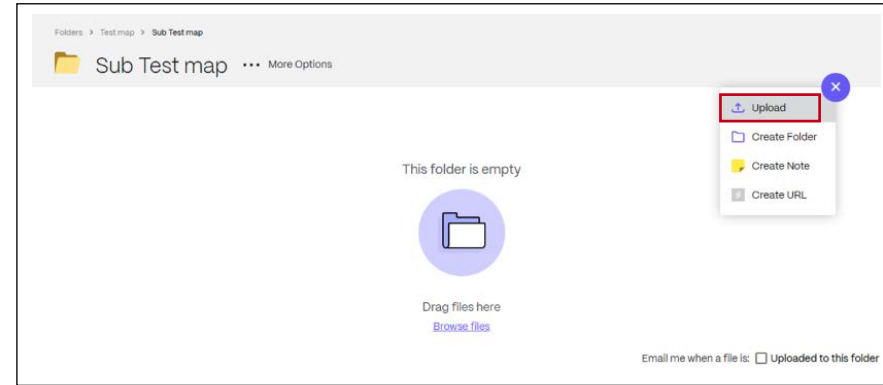 Folders > Test map > Sub Test map
Sub Test map ••• More Options
Upload
Create Folder
Create Note
Create URL
This folder is empty
Drag files here
Browse files
Email me when a file is: Uploaded to this folder